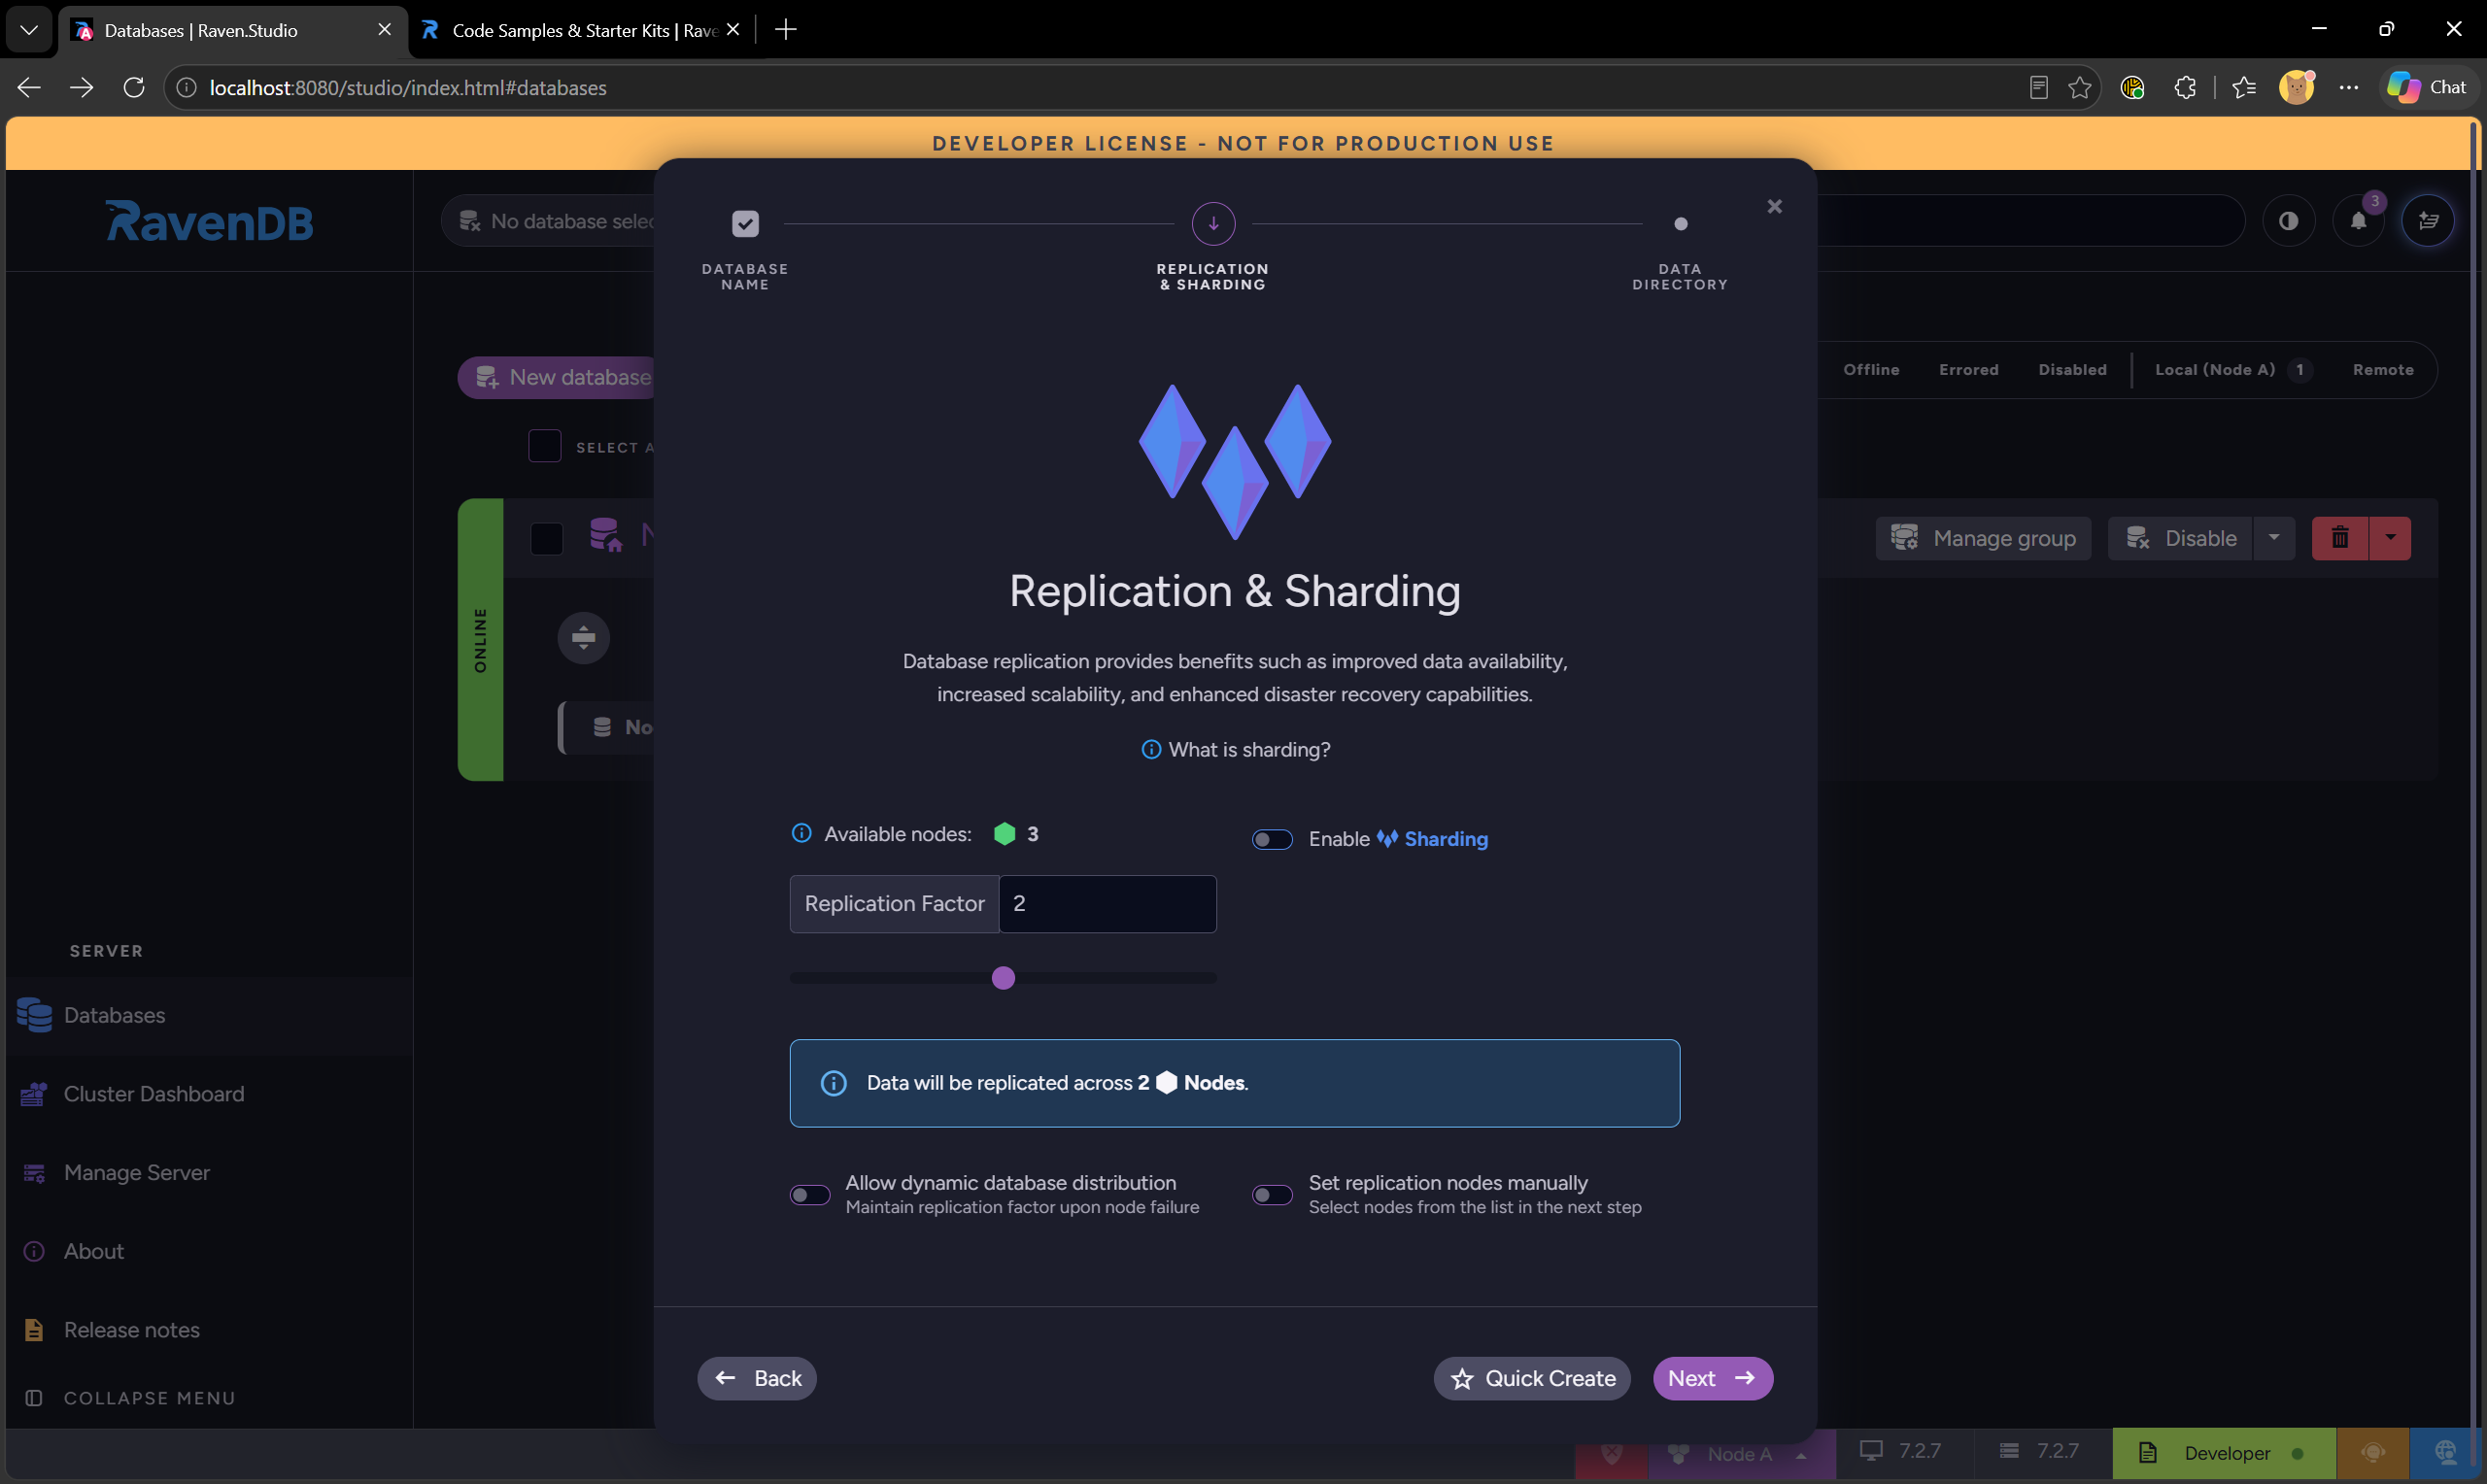 Databases | Raven.Studio
Code Samples & Starter Kits | Rave
localhost:8080/studio/index.html#databases
Chat
DEVELOPER LICENSE - NOT FOR PRODUCTION USE
RavenDB
No database selec
3
DATABASE
NAME
REPLICATION
& SHARDING
DATA
DIRECTORY
New database
Offline
Errored
Disabled
Local (Node A) 1
Remote
SELECT A
ONLINE
Manage group
Disable
No
Replication & Sharding
Database replication provides benefits such as improved data availability,
increased scalability, and enhanced disaster recovery capabilities.
What is sharding?
Available nodes: 3
Enable Sharding
Replication Factor 2
Data will be replicated across 2 Nodes.
Allow dynamic database distribution
Maintain replication factor upon node failure
Set replication nodes manually
Select nodes from the list in the next step
SERVER
Databases
Cluster Dashboard
Manage Server
About
Release notes
COLLAPSE MENU
Back
Quick Create
Next
Node A
7.2.7
7.2.7
Developer